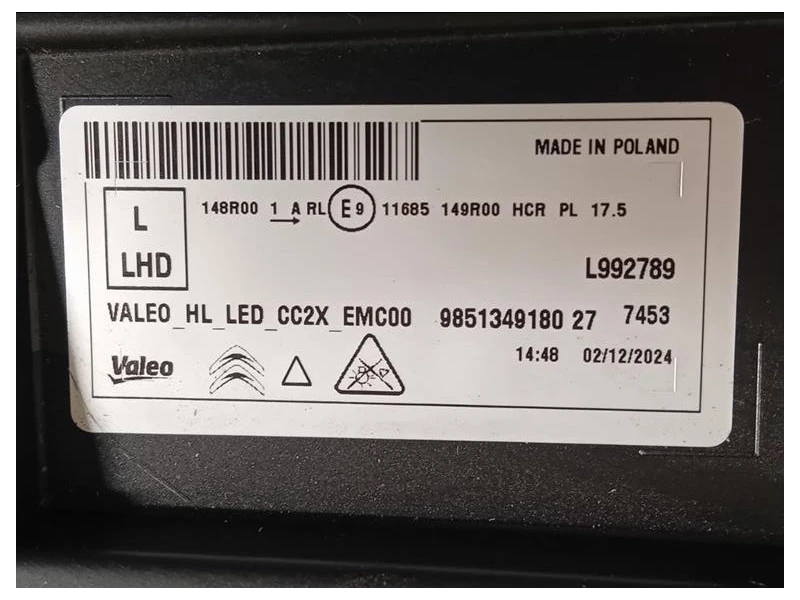 MADE IN POLAND
L
LHD
148R00 1 A RL E9 11685 149R00 HCR PL 17.5
L992789
VALEO_HL_LED_CC2X_EMC00 9851349180 27 7453
Valeo
14:48 02/12/2024